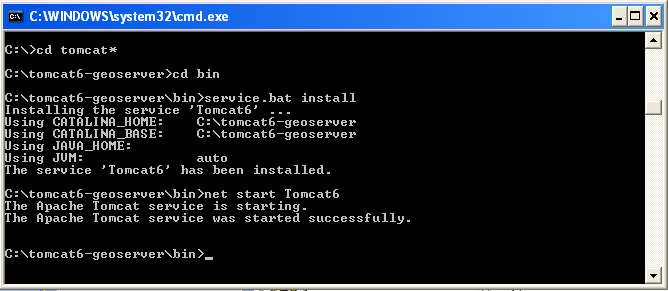 C:\WINDOWS\system32\cmd.exe
C:\>cd tomcat*
C:\tomcat6-geoserver>cd bin
C:\tomcat6-geoserver\bin>service.bat install
Installing the service 'Tomcat6' ...
Using CATALINA_HOME:    C:\tomcat6-geoserver
Using CATALINA_BASE:    C:\tomcat6-geoserver
Using JAVA_HOME:
Using JVM:              auto
The service 'Tomcat6' has been installed.
C:\tomcat6-geoserver\bin>net start Tomcat6
The Apache Tomcat service is starting.
The Apache Tomcat service was started successfully.
C:\tomcat6-geoserver\bin>_